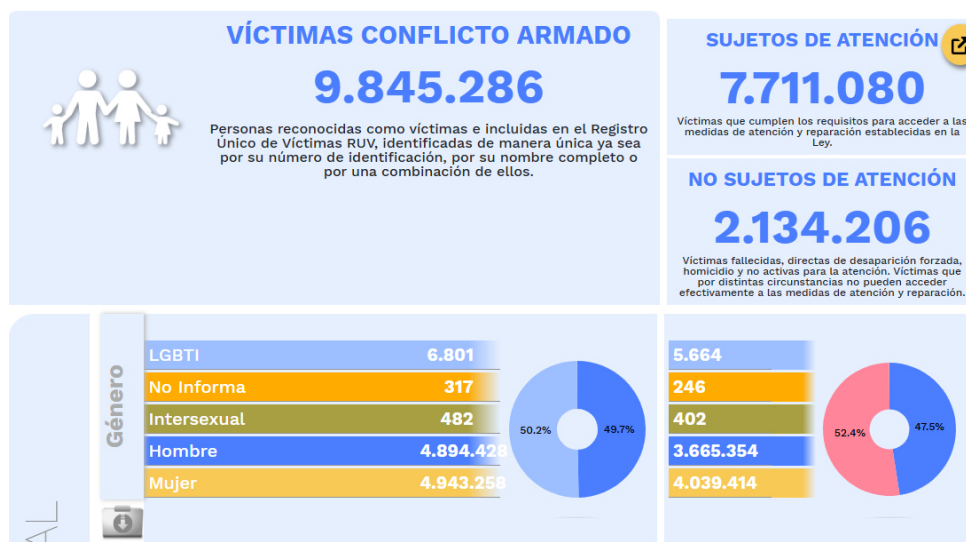 VÍCTIMAS CONFLICTO ARMADO
9.845.286
Personas reconocidas como víctimas e incluidas en el Registro
Único de Víctimas RUV, identificadas de manera única ya sea
por su número de identificación, por su nombre completo o
por una combinación de ellos.
SUJETOS DE ATENCIÓN
7.711.080
Víctimas que cumplen los requisitos para acceder a las
medidas de atención y reparación establecidas en la
Ley.
NO SUJETOS DE ATENCIÓN
2.134.206
Víctimas fallecidas, directas de desaparición forzada,
homicidio y no activas para la atención. Víctimas que
por distintas circunstancias no pueden acceder
efectivamente a las medidas de atención y reparación.
Género
LGBTI 6.801
No Informa 317
Intersexual 482
Hombre 4.894.428
Mujer 4.943.258
50.2%
49.7%
5.664
246
402
3.665.354
4.039.414
52.4%
47.5%
AL